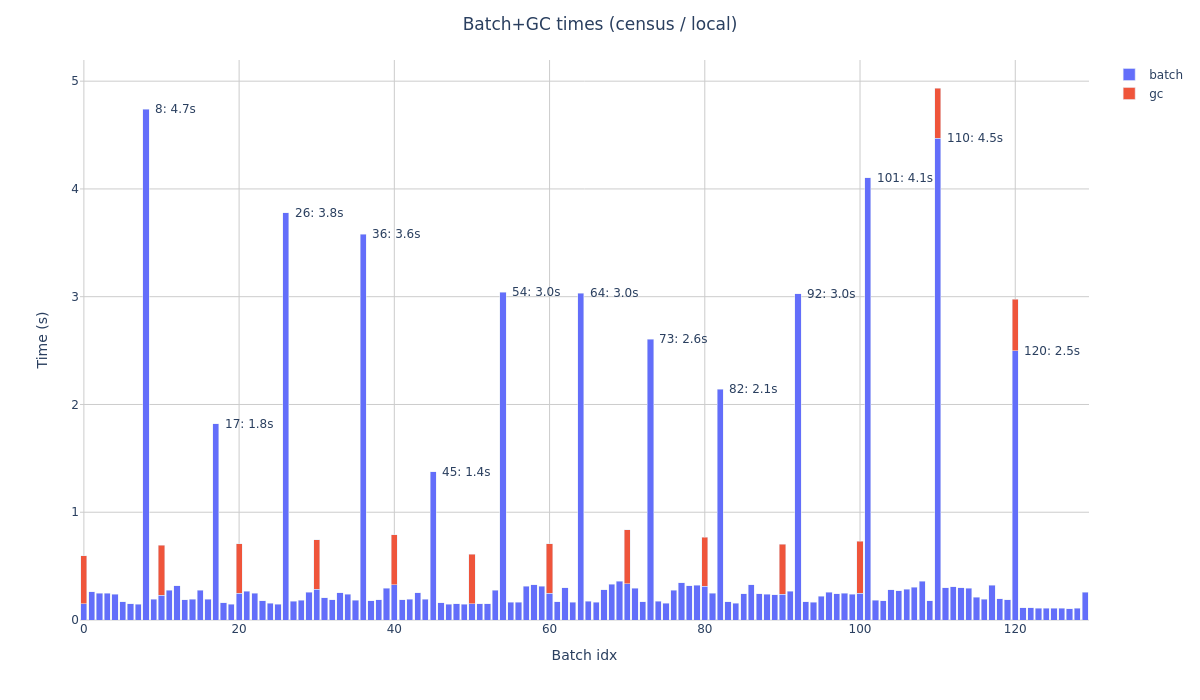 Batch+GC times (census / local)
batch
gc
Time (s)
5
4
3
2
1
0
8: 4.7s
17: 1.8s
26: 3.8s
36: 3.6s
45: 1.4s
54: 3.0s
64: 3.0s
73: 2.6s
82: 2.1s
92: 3.0s
101: 4.1s
110: 4.5s
120: 2.5s
0 20 40 60 80 100 120
Batch idx